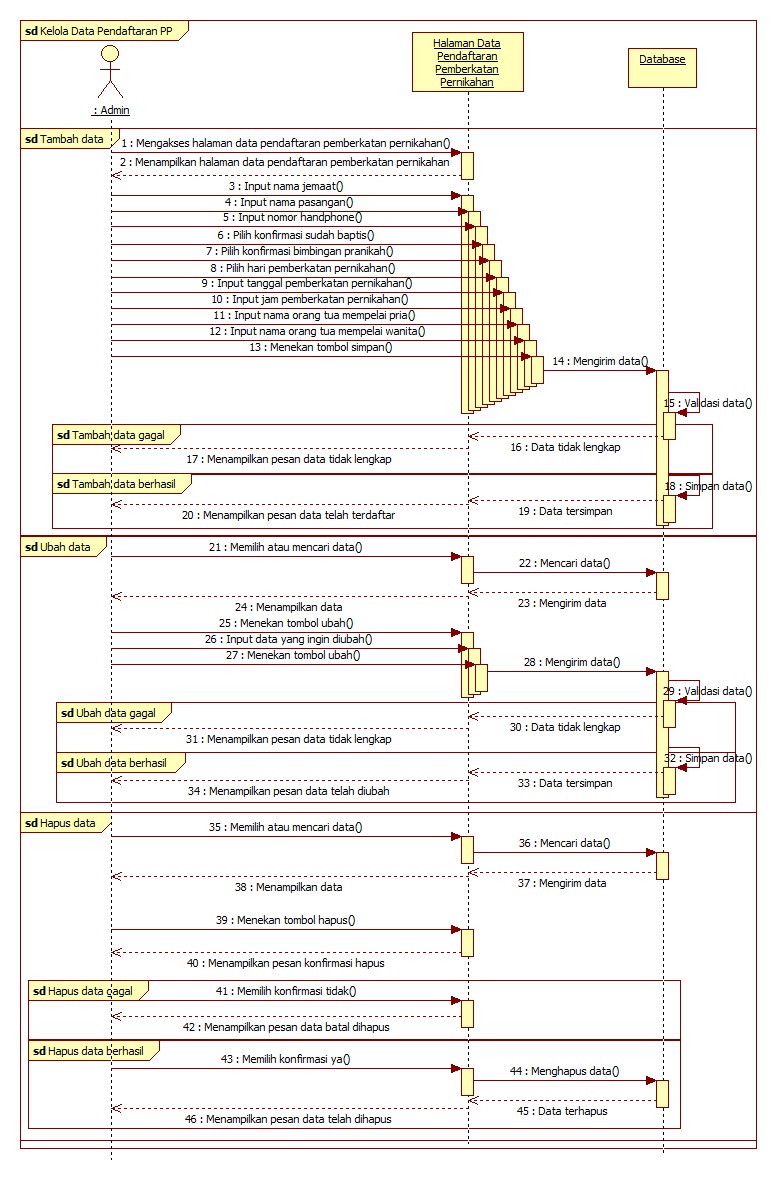 sd Kelola Data Pendaftaran PP
Halaman Data
Pendaftaran
Pemberkatan
Pernikahan
Database
: Admin
sd Tambah data
1 : Mengakses halaman data pendaftaran pemberkatan pernikahan()
2 : Menampilkan halaman data pendaftaran pemberkatan pernikahan
3 : Input nama jemaat()
4 : Input nama pasangan()
5 : Input nomor handphone()
6 : Pilih konfirmasi sudah baptis()
7 : Pilih konfirmasi bimbingan pranikah()
8 : Pilih hari pemberkatan pernikahan()
9 : Input tanggal pemberkatan pernikahan()
10 : Input jam pemberkatan pernikahan()
11 : Input nama orang tua mempelai pria()
12 : Input nama orang tua mempelai wanita()
13 : Menekan tombol simpan()
14 : Mengirim data()
15 : Validasi data()
sd Tambah data gagal
16 : Data tidak lengkap
17 : Menampilkan pesan data tidak lengkap
sd Tambah data berhasil
18 : Simpan data()
19 : Data tersimpan
20 : Menampilkan pesan data telah terdaftar
sd Ubah data
21 : Memilih atau mencari data()
22 : Mencari data()
23 : Mengirim data
24 : Menampilkan data
25 : Menekan tombol ubah()
26 : Input data yang ingin diubah()
27 : Menekan tombol ubah()
28 : Mengirim data()
29 : Validasi data()
sd Ubah data gagal
30 : Data tidak lengkap
31 : Menampilkan pesan data tidak lengkap
sd Ubah data berhasil
32 : Simpan data()
33 : Data tersimpan
34 : Menampilkan pesan data telah diubah
sd Hapus data
35 : Memilih atau mencari data()
36 : Mencari data()
37 : Mengirim data
38 : Menampilkan data
39 : Menekan tombol hapus()
40 : Menampilkan pesan konfirmasi hapus
sd Hapus data gagal
41 : Memilih konfirmasi tidak()
42 : Menampilkan pesan data batal dihapus
sd Hapus data berhasil
43 : Memilih konfirmasi ya()
44 : Menghapus data()
45 : Data terhapus
46 : Menampilkan pesan data telah dihapus